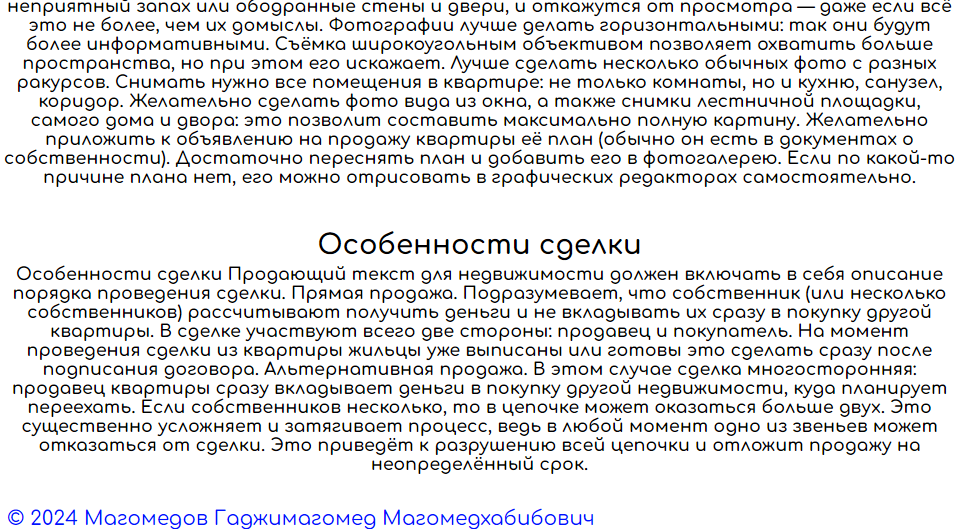 неприятный запах или ободранные стены и двери, и откажутся от просмотра — даже если всё
это не более, чем их домыслы. Фотографии лучше делать горизонтальными: так они будут
более информативными. Съёмка широкоугольным объективом позволяет охватить больше
пространства, но при этом его искажает. Лучше сделать несколько обычных фото с разных
ракурсов. Снимать нужно все помещения в квартире: не только комнаты, но и кухню, санузел,
коридор. Желательно сделать фото вида из окна, а также снимки лестничной площадки,
самого дома и двора: это позволит составить максимально полную картину. Желательно
приложить к объявлению на продажу квартиры её план (обычно он есть в документах о
собственности). Достаточно переснять план и добавить его в фотогалерею. Если по какой-то
причине плана нет, его можно отрисовать в графических редакторах самостоятельно.
Особенности сделки
Особенности сделки Продающий текст для недвижимости должен включать в себя описание
порядка проведения сделки. Прямая продажа. Подразумевает, что собственник (или несколько
собственников) рассчитывают получить деньги и не вкладывать их сразу в покупку другой
квартиры. В сделке участвуют всего две стороны: продавец и покупатель. На момент
проведения сделки из квартиры жильцы уже выписаны или готовы это сделать сразу после
подписания договора. Альтернативная продажа. В этом случае сделка многосторонняя:
продавец квартиры сразу вкладывает деньги в покупку другой недвижимости, куда планирует
переехать. Если собственников несколько, то в цепочке может оказаться больше двух. Это
существенно усложняет и затягивает процесс, ведь в любой момент одно из звеньев может
отказаться от сделки. Это приведёт к разрушению всей цепочки и отложит продажу на
неопределённый срок.
© 2024 Магомедов Гаджимагомед Магомедхабибович